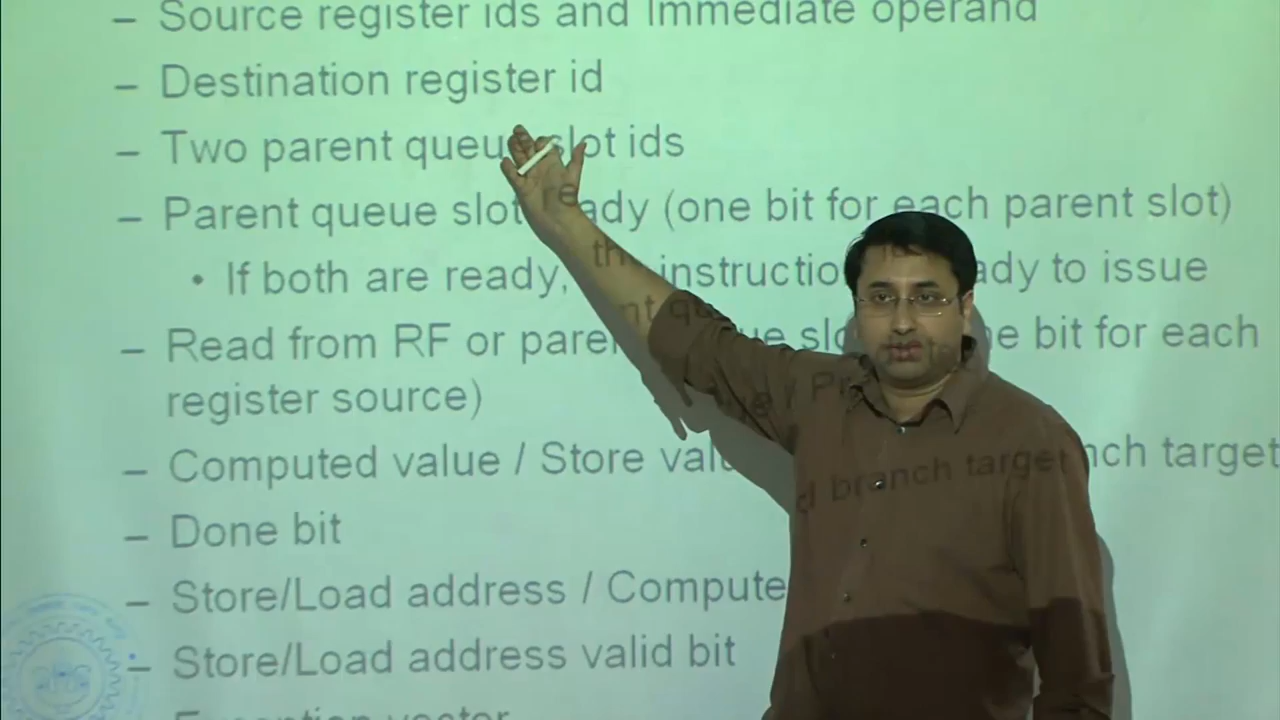 – Source register ids and Immediate operand
– Destination register id
– Two parent queue slot ids
– Parent queue slot ready (one bit for each parent slot)
• If both are ready, the instruction ready to issue
– Read from RF or parent queue slot one bit for each
register source)
– Computed value / Store value branch target
– Done bit
– Store/Load address / Compute
– Store/Load address valid bit
Exception vector